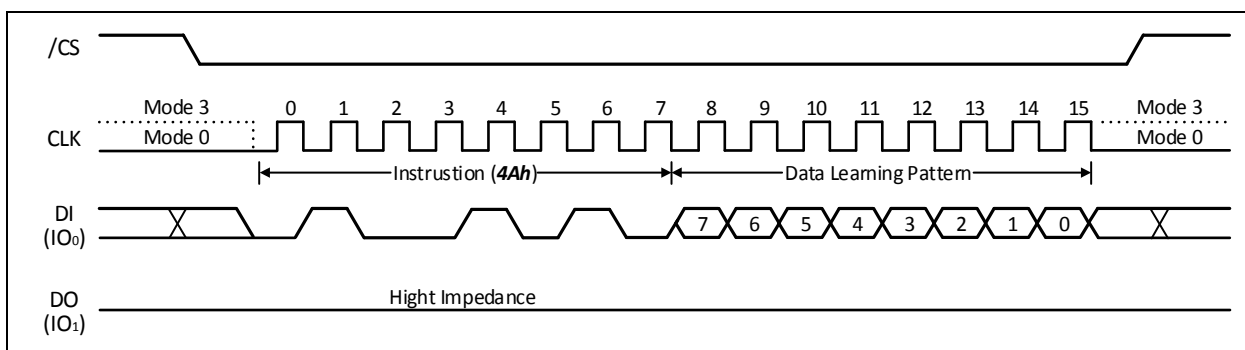 /CS
Mode 3 0 1 2 3 4 5 6 7 8 9 10 11 12 13 14 15 Mode 3
CLK Mode 0 Mode 0
Instrustion (4Ah) Data Learning Pattern
DI
(IO0) 7 6 5 4 3 2 1 0
DO Hight Impedance
(IO1)